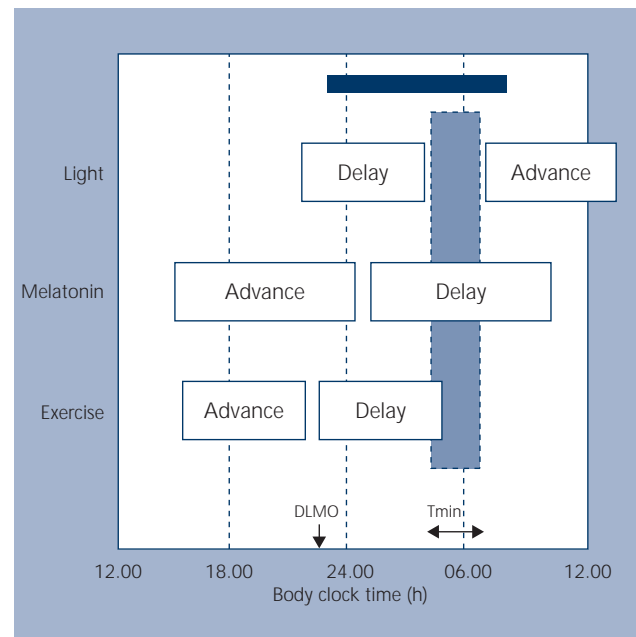 Light
Delay
Advance
Melatonin
Advance
Delay
Exercise
Advance
Delay
DLMO
Tmin
12.00 18.00 24.00 06.00 12.00
Body clock time (h)